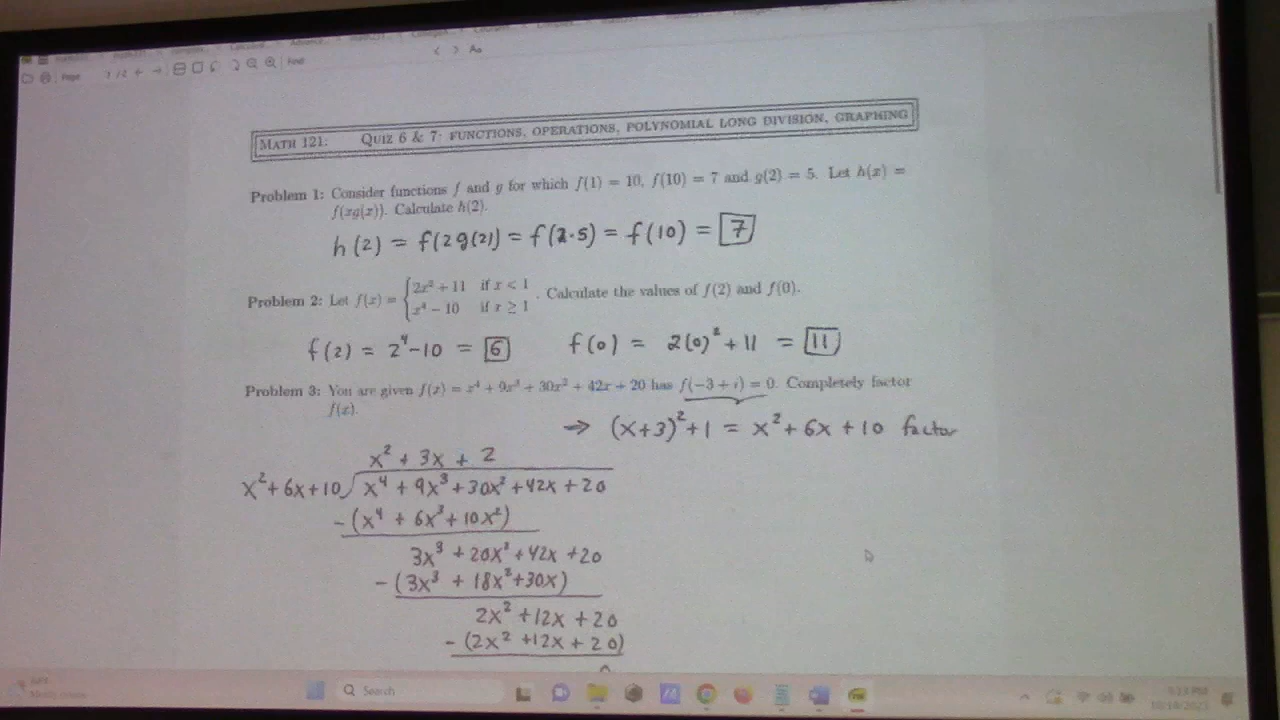 Page
Find
MATH 121. QUIZ 6 & 7: FUNCTIONS, OPERATIONS, POLYNOMIAL LONG DIVISION, GRAPHING
Problem 1: Consider functions f and g for which f(1) = 10, f(10) = 7 and g(2) = 5. Let h(x) =
f(xg(x)). Calculate h(2).
h(2) = f(2g(2)) = f(2·5) = f(10) = 7
Problem 2: Let f(x) = { 2x² + 11 if x < 1
x⁴ − 10 if x ≥ 1 . Calculate the values of f(2) and f(0).
f(2) = 2⁴-10 = 6 f(0) = 2(0)² + 11 = 11
Problem 3: You are given f(x) = x⁴ + 9x³ + 30x² + 42x + 20 has f(−3 + i) = 0. Completely factor
f(x).
⇒ (x+3)² + 1 = x² + 6x + 10 factor
x² + 3x + 2
x² + 6x + 10 ) x⁴ + 9x³ + 30x² + 42x + 20
- (x⁴ + 6x³ + 10x²)
3x³ + 20x² + 42x + 20
- (3x³ + 18x² + 30x)
2x² + 12x + 20
- (2x² + 12x + 20)
0
Search